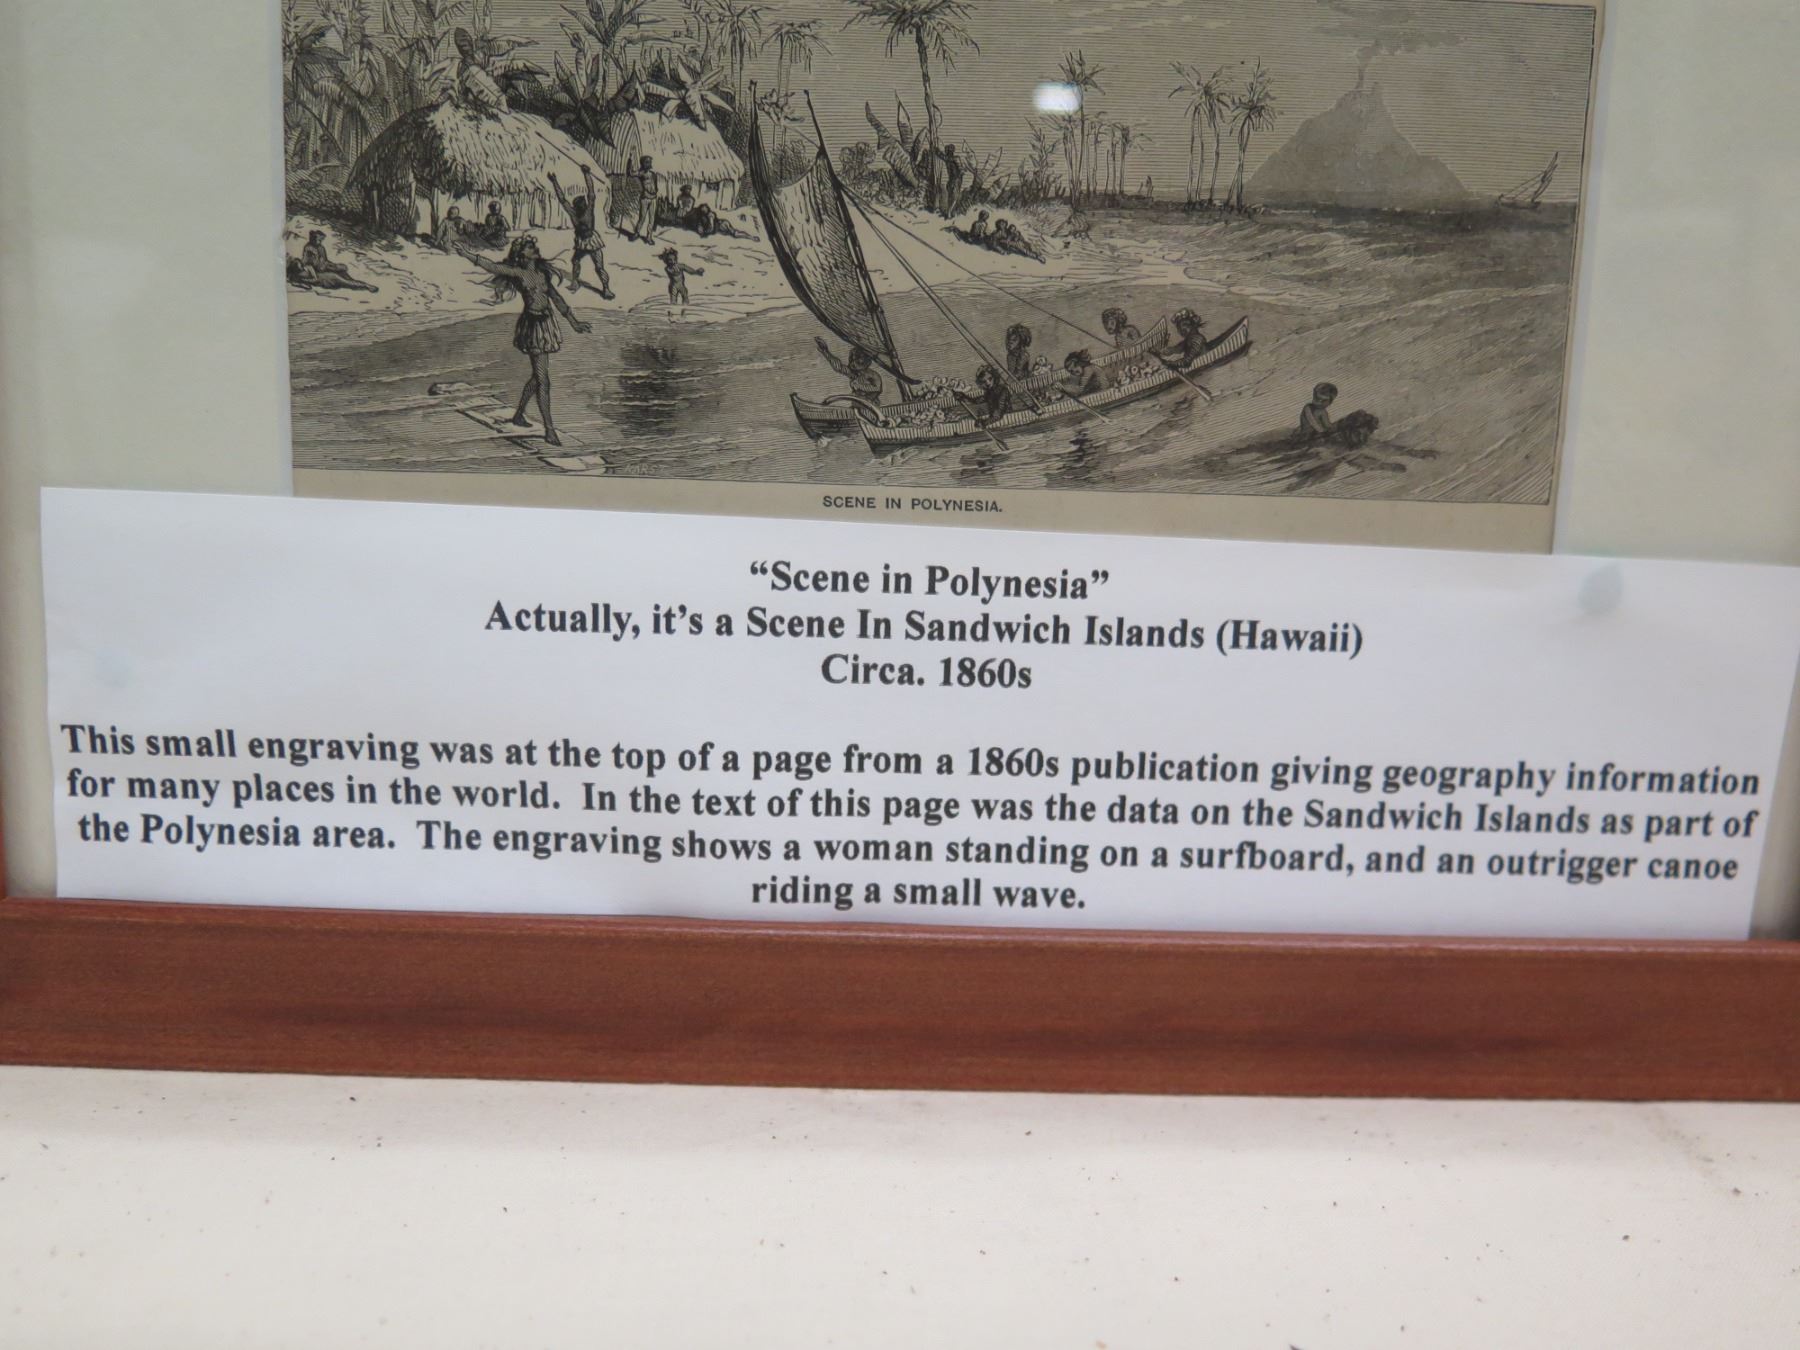 KARST
SCENE IN POLYNESIA.
“Scene in Polynesia”
Actually, it’s a Scene In Sandwich Islands (Hawaii)
Circa. 1860s
This small engraving was at the top of a page from a 1860s publication giving geography information
for many places in the world. In the text of this page was the data on the Sandwich Islands as part of
the Polynesia area. The engraving shows a woman standing on a surfboard, and an outrigger canoe
riding a small wave.